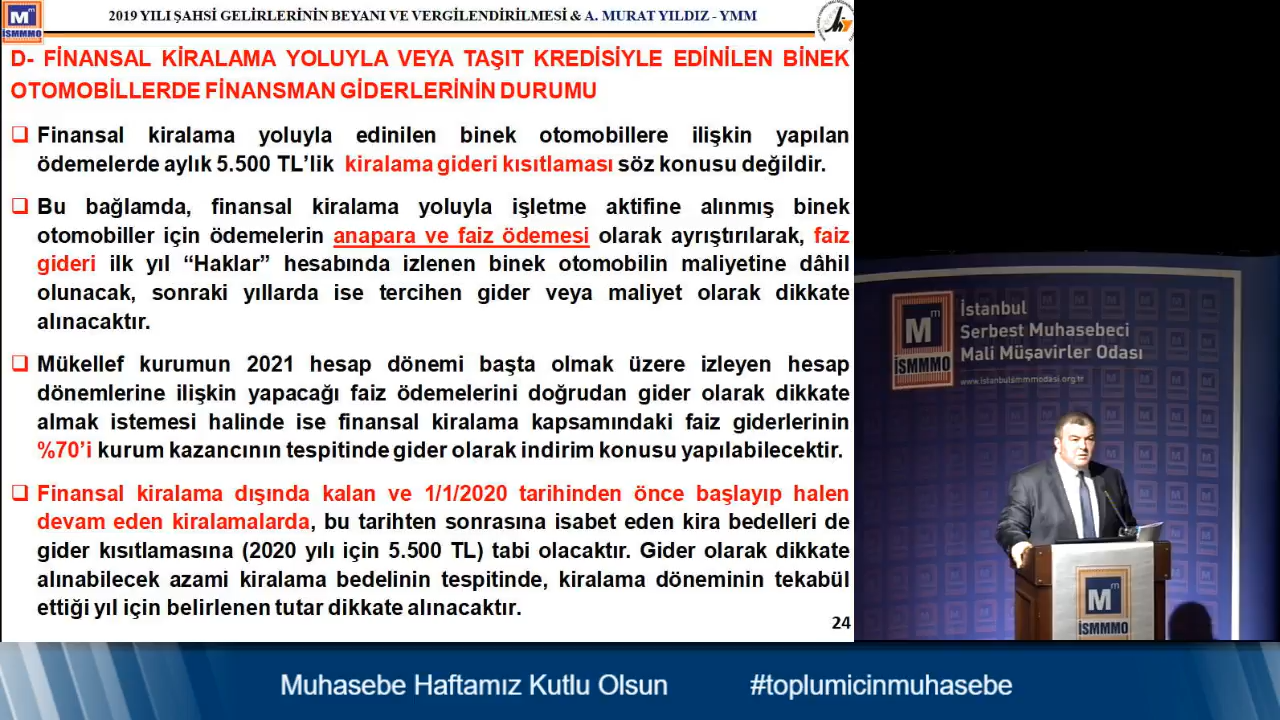 2019 YILI ŞAHSİ GELİRLERİNİN BEYANI VE VERGİLENDİRİLMESİ & A. MURAT YILDIZ - YMM
İSMMMO
D- FİNANSAL KİRALAMA YOLUYLA VEYA TAŞIT KREDİSİYLE EDİNİLEN BİNEK
OTOMOBİLLERDE FİNANSMAN GİDERLERİNİN DURUMU
❑ Finansal kiralama yoluyla edinilen binek otomobillere ilişkin yapılan
ödemelerde aylık 5.500 TL’lik kiralama gideri kısıtlaması söz konusu değildir.
❑ Bu bağlamda, finansal kiralama yoluyla işletme aktifine alınmış binek
otomobiller için ödemelerin anapara ve faiz ödemesi olarak ayrıştırılarak, faiz
gideri ilk yıl “Haklar” hesabında izlenen binek otomobilin maliyetine dâhil
olunacak, sonraki yıllarda ise tercihen gider veya maliyet olarak dikkate
alınacaktır.
❑ Mükellef kurumun 2021 hesap dönemi başta olmak üzere izleyen hesap
dönemlerine ilişkin yapacağı faiz ödemelerini doğrudan gider olarak dikkate
almak istemesi halinde ise finansal kiralama kapsamındaki faiz giderlerinin
%70’i kurum kazancının tespitinde gider olarak indirim konusu yapılabilecektir.
❑ Finansal kiralama dışında kalan ve 1/1/2020 tarihinden önce başlayıp halen
devam eden kiralamalarda, bu tarihten sonrasına isabet eden kira bedelleri de
gider kısıtlamasına (2020 yılı için 5.500 TL) tabi olacaktır. Gider olarak dikkate
alınabilecek azami kiralama bedelinin tespitinde, kiralama döneminin tekabül
ettiği yıl için belirlenen tutar dikkate alınacaktır.
24
Mm
İSMMMO
İstanbul
Serbest Muhasebeci
Mali Müşavirler Odası
www.istanbulsmmmodasi.org.tr
Mm
İSMMMO
Muhasebe Haftamız Kutlu Olsun
#toplumicinmuhasebe